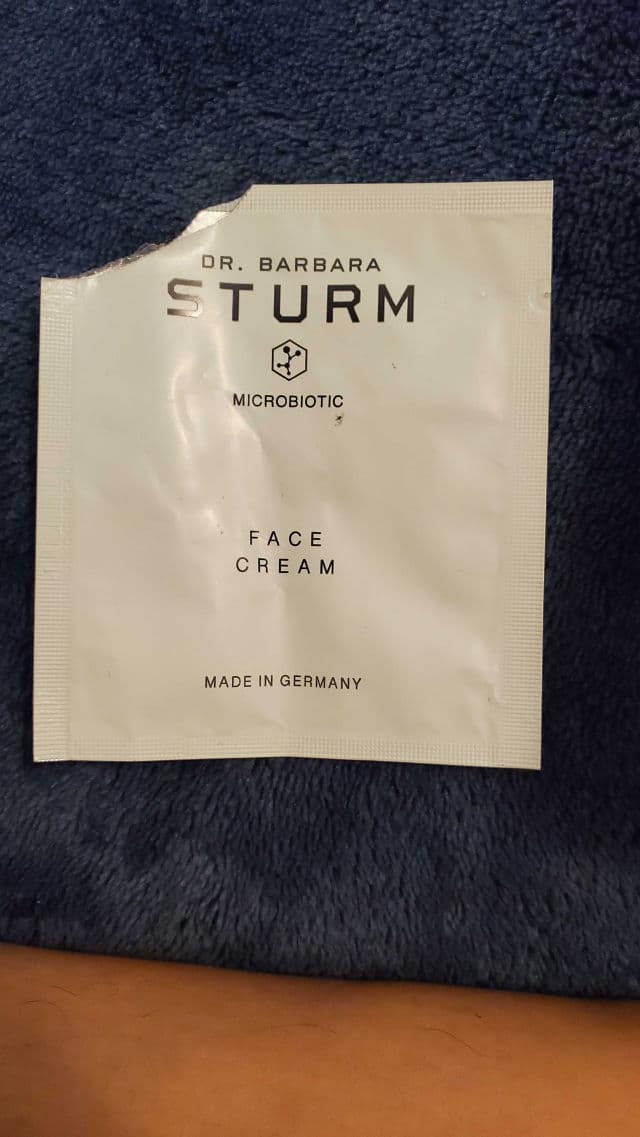 DR. BARBARA
STURM
MICROBIOTIC
FACE
CREAM
MADE IN GERMANY